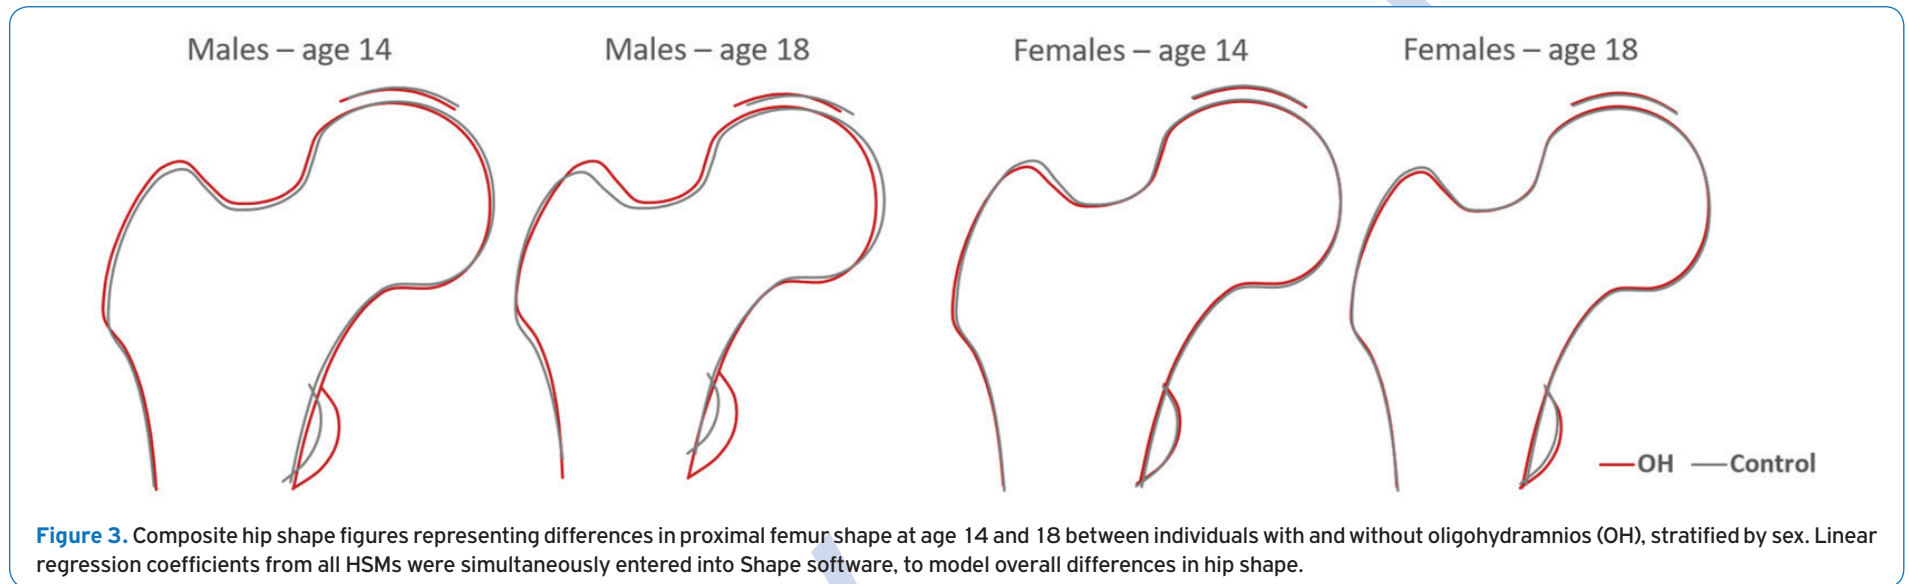 Males – age 14
Males – age 18
Females – age 14
Females – age 18
OH
Control
Figure 3. Composite hip shape figures representing differences in proximal femur shape at age 14 and 18 between individuals with and without oligohydramnios (OH), stratified by sex. Linear
regression coefficients from all HSMs were simultaneously entered into Shape software, to model overall differences in hip shape.